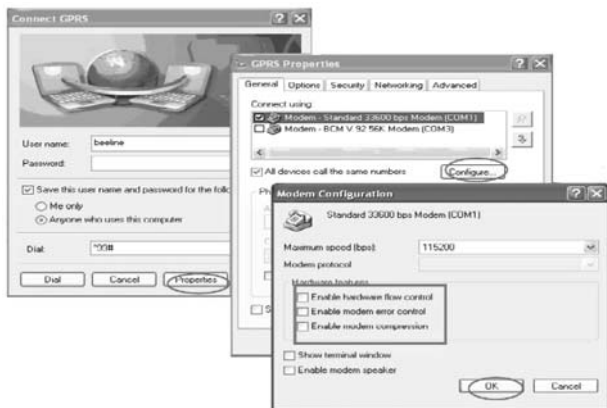 Connect GPRS
User name: beeline
Password:
Save this user name and password for the
Me only
Anyone who uses this computer
Dial: *99#
Dial Cancel Properties
GPRS Properties
General Options Security Networking Advanced
Connect using:
Modem - Standard 33600 bps Modem (COM1)
Modem - BCM V 92 56K Modem (COM3)
All devices call the same numbers
Configure...
Modem Configuration
Standard 33600 bps Modem (COM1)
Maximum speed (bps): 115200
Modem protocol
Hardware features
Enable hardware flow control
Enable modem error control
Enable modem compression
Show terminal window
Enable modem speaker
OK Cancel